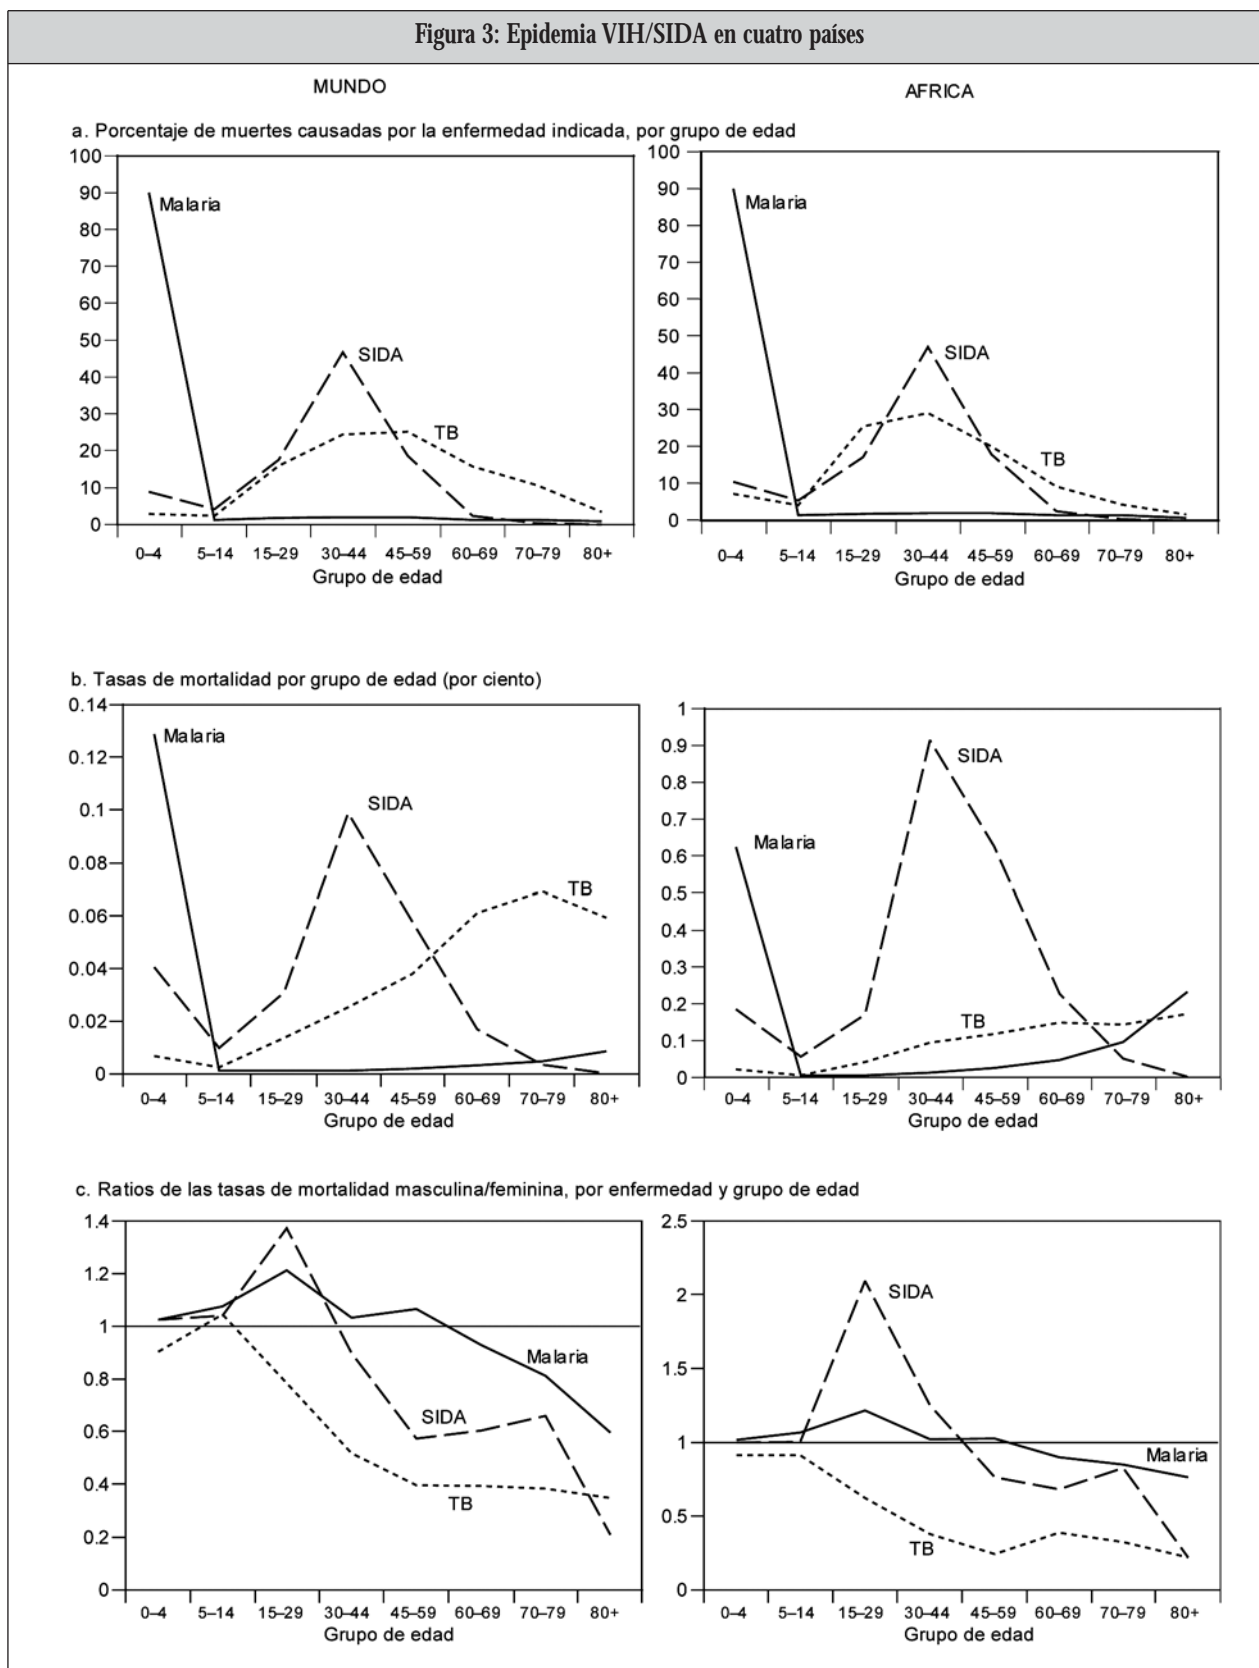 Figura 3: Epidemia VIH/SIDA en cuatro países
MUNDO
AFRICA
a. Porcentaje de muertes causadas por la enfermedad indicada, por grupo de edad
100
90
80
70
60
50
40
30
20
10
0
Malaria
SIDA
TB
0–4 5–14 15–29 30–44 45–59 60–69 70–79 80+
Grupo de edad
100
90
80
70
60
50
40
30
20
10
0
Malaria
SIDA
TB
0–4 5–14 15–29 30–44 45–59 60–69 70–79 80+
Grupo de edad
b. Tasas de mortalidad por grupo de edad (por ciento)
0.14
0.12
0.1
0.08
0.06
0.04
0.02
0
Malaria
SIDA
TB
0–4 5–14 15–29 30–44 45–59 60–69 70–79 80+
Grupo de edad
1
0.9
0.8
0.7
0.6
0.5
0.4
0.3
0.2
0.1
0
SIDA
Malaria
TB
0–4 5–14 15–29 30–44 45–59 60–69 70–79 80+
Grupo de edad
c. Ratios de las tasas de mortalidad masculina/feminina, por enfermedad y grupo de edad
1.4
1.2
1
0.8
0.6
0.4
0.2
0
Malaria
SIDA
TB
0–4 5–14 15–29 30–44 45–59 60–69 70–79 80+
Grupo de edad
2.5
2
1.5
1
0.5
0
SIDA
Malaria
TB
0–4 5–14 15–29 30–44 45–59 60–69 70–79 80+
Grupo de edad